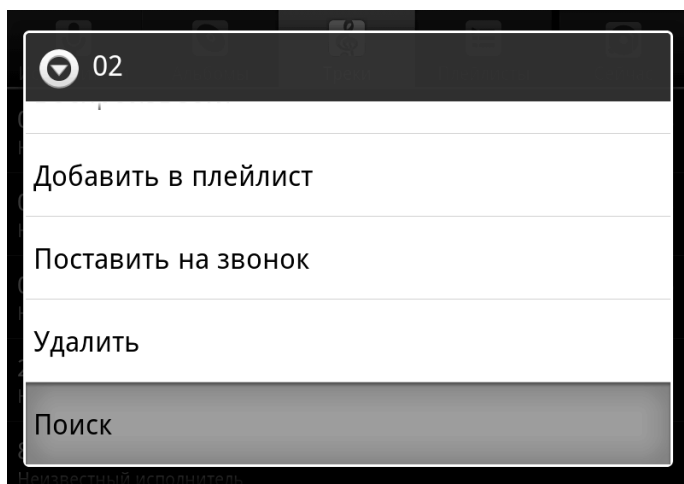 02
Добавить в плейлист
Поставить на звонок
Удалить
Поиск
Неизвестный исполнитель